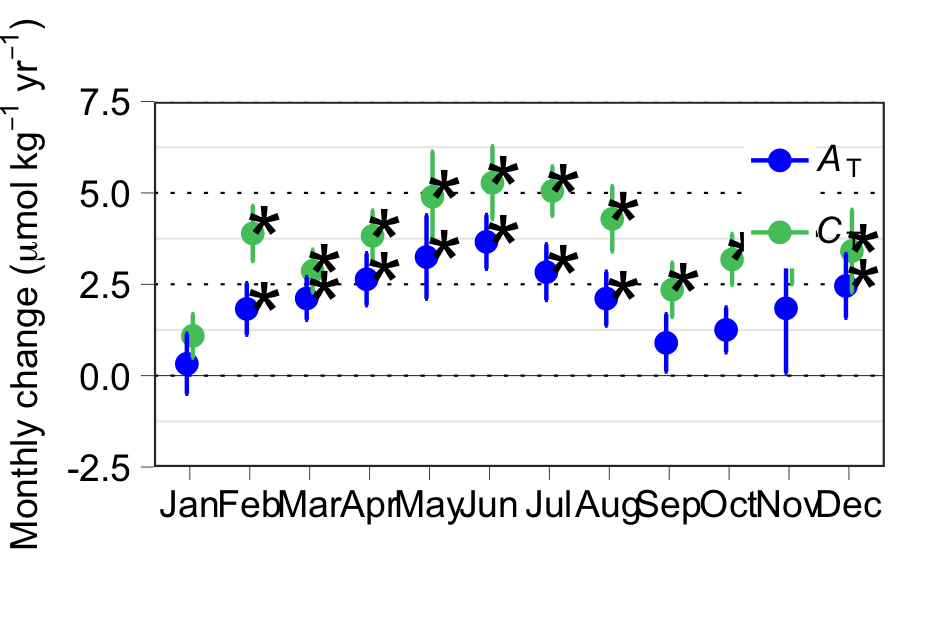 Monthly change (µmol kg⁻¹ yr⁻¹)
7.5
5.0
2.5
0.0
-2.5
A T
C T
* * * * * * * * * * * * * * * * * *
Jan Feb Mar Apr May Jun Jul Aug Sep Oct Nov Dec